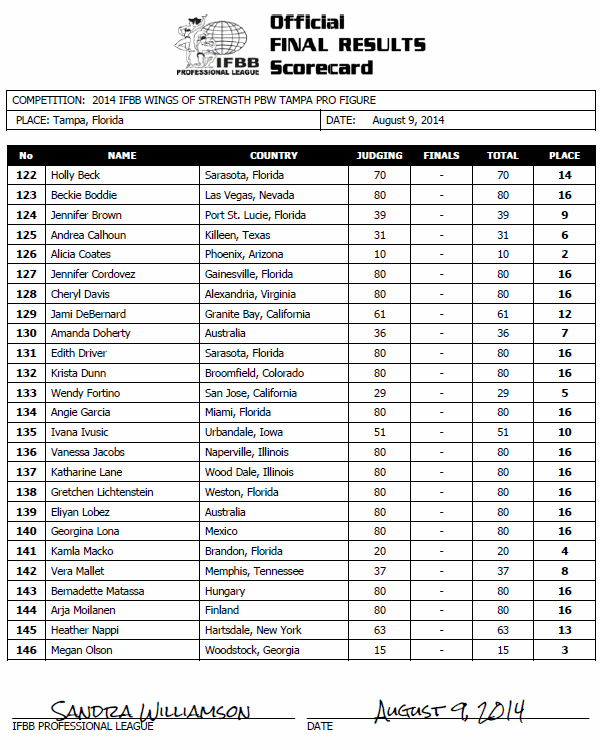 IFBB
PROFESSIONAL LEAGUE
Official
FINAL RESULTS
Scorecard
COMPETITION: 2014 IFBB WINGS OF STRENGTH PBW TAMPA PRO FIGURE
PLACE: Tampa, Florida DATE: August 9, 2014
No NAME COUNTRY JUDGING FINALS TOTAL PLACE
122 Holly Beck Sarasota, Florida 70 - 70 14
123 Beckie Boddie Las Vegas, Nevada 80 - 80 16
124 Jennifer Brown Port St. Lucie, Florida 39 - 39 9
125 Andrea Calhoun Killeen, Texas 31 - 31 6
126 Alicia Coates Phoenix, Arizona 10 - 10 2
127 Jennifer Cordovez Gainesville, Florida 80 - 80 16
128 Cheryl Davis Alexandria, Virginia 80 - 80 16
129 Jami DeBernard Granite Bay, California 61 - 61 12
130 Amanda Doherty Australia 36 - 36 7
131 Edith Driver Sarasota, Florida 80 - 80 16
132 Krista Dunn Broomfield, Colorado 80 - 80 16
133 Wendy Fortino San Jose, California 29 - 29 5
134 Angie Garcia Miami, Florida 80 - 80 16
135 Ivana Ivusic Urbandale, Iowa 51 - 51 10
136 Vanessa Jacobs Naperville, Illinois 80 - 80 16
137 Katharine Lane Wood Dale, Illinois 80 - 80 16
138 Gretchen Lichtenstein Weston, Florida 80 - 80 16
139 Eliyan Lobez Australia 80 - 80 16
140 Georgina Lona Mexico 80 - 80 16
141 Kamla Macko Brandon, Florida 20 - 20 4
142 Vera Mallet Memphis, Tennessee 37 - 37 8
143 Bernadette Matassa Hungary 80 - 80 16
144 Arja Moilanen Finland 80 - 80 16
145 Heather Nappi Hartsdale, New York 63 - 63 13
146 Megan Olson Woodstock, Georgia 15 - 15 3
SANDRA WILLIAMSON AUGUST 9, 2014
IFBB PROFESSIONAL LEAGUE DATE